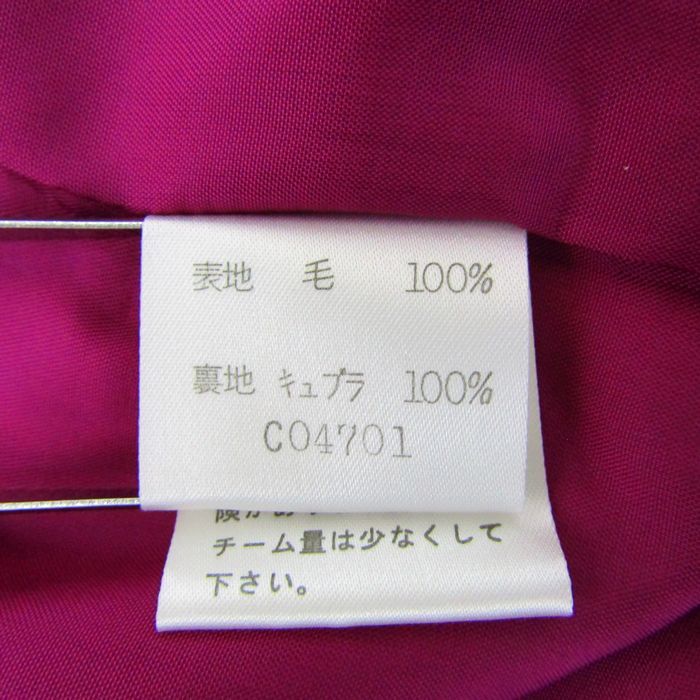 表地 毛 100%
裏地 キュプラ 100%
C04701
チーム量は少なくして
下さい。